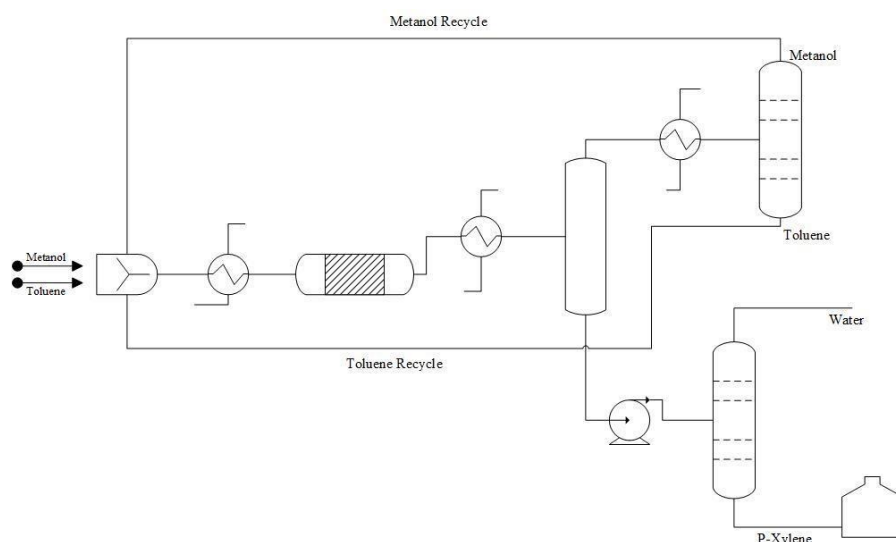 Metanol Recycle
Metanol
Toluene
Metanol
Toluene
Toluene Recycle
Water
P-Xylene